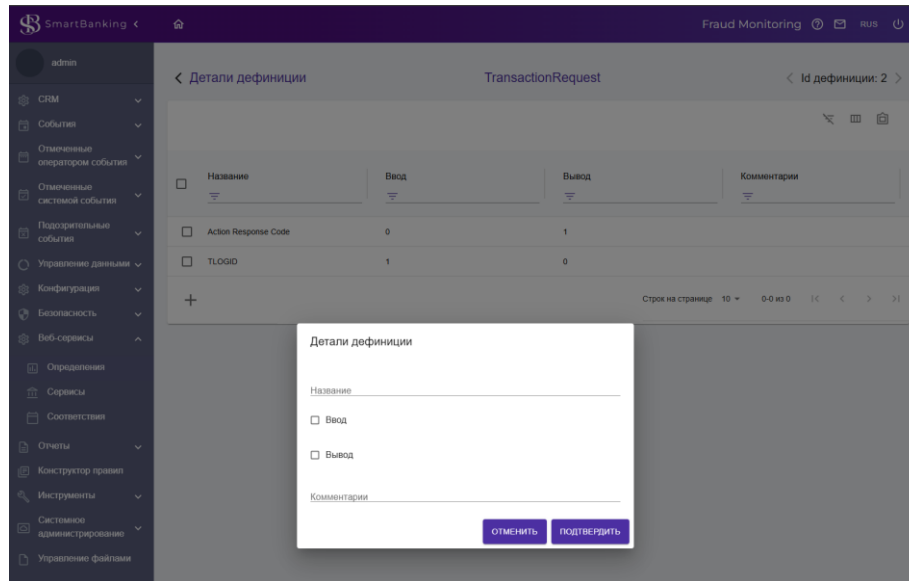 SmartBanking
Fraud Monitoring
RUS
admin
Детали дефиниции
TransactionRequest
Id дефиниции: 2
CRM
События
Отмеченные
оператором события
Отмеченные
системой события
Подозрительные
события
Управление данными
Конфигурация
Безопасность
Веб-сервисы
Определения
Сервисы
Соответствия
Отчеты
Конструктор правил
Инструменты
Системное
администрирование
Управление файлами
Название Ввод Вывод Комментарии
Action Response Code 0 1
TLOGID 1 0
Строк на странице 10 0-0 из 0
Детали дефиниции
Название
Ввод
Вывод
Комментарии
ОТМЕНИТЬ ПОДТВЕРДИТЬ